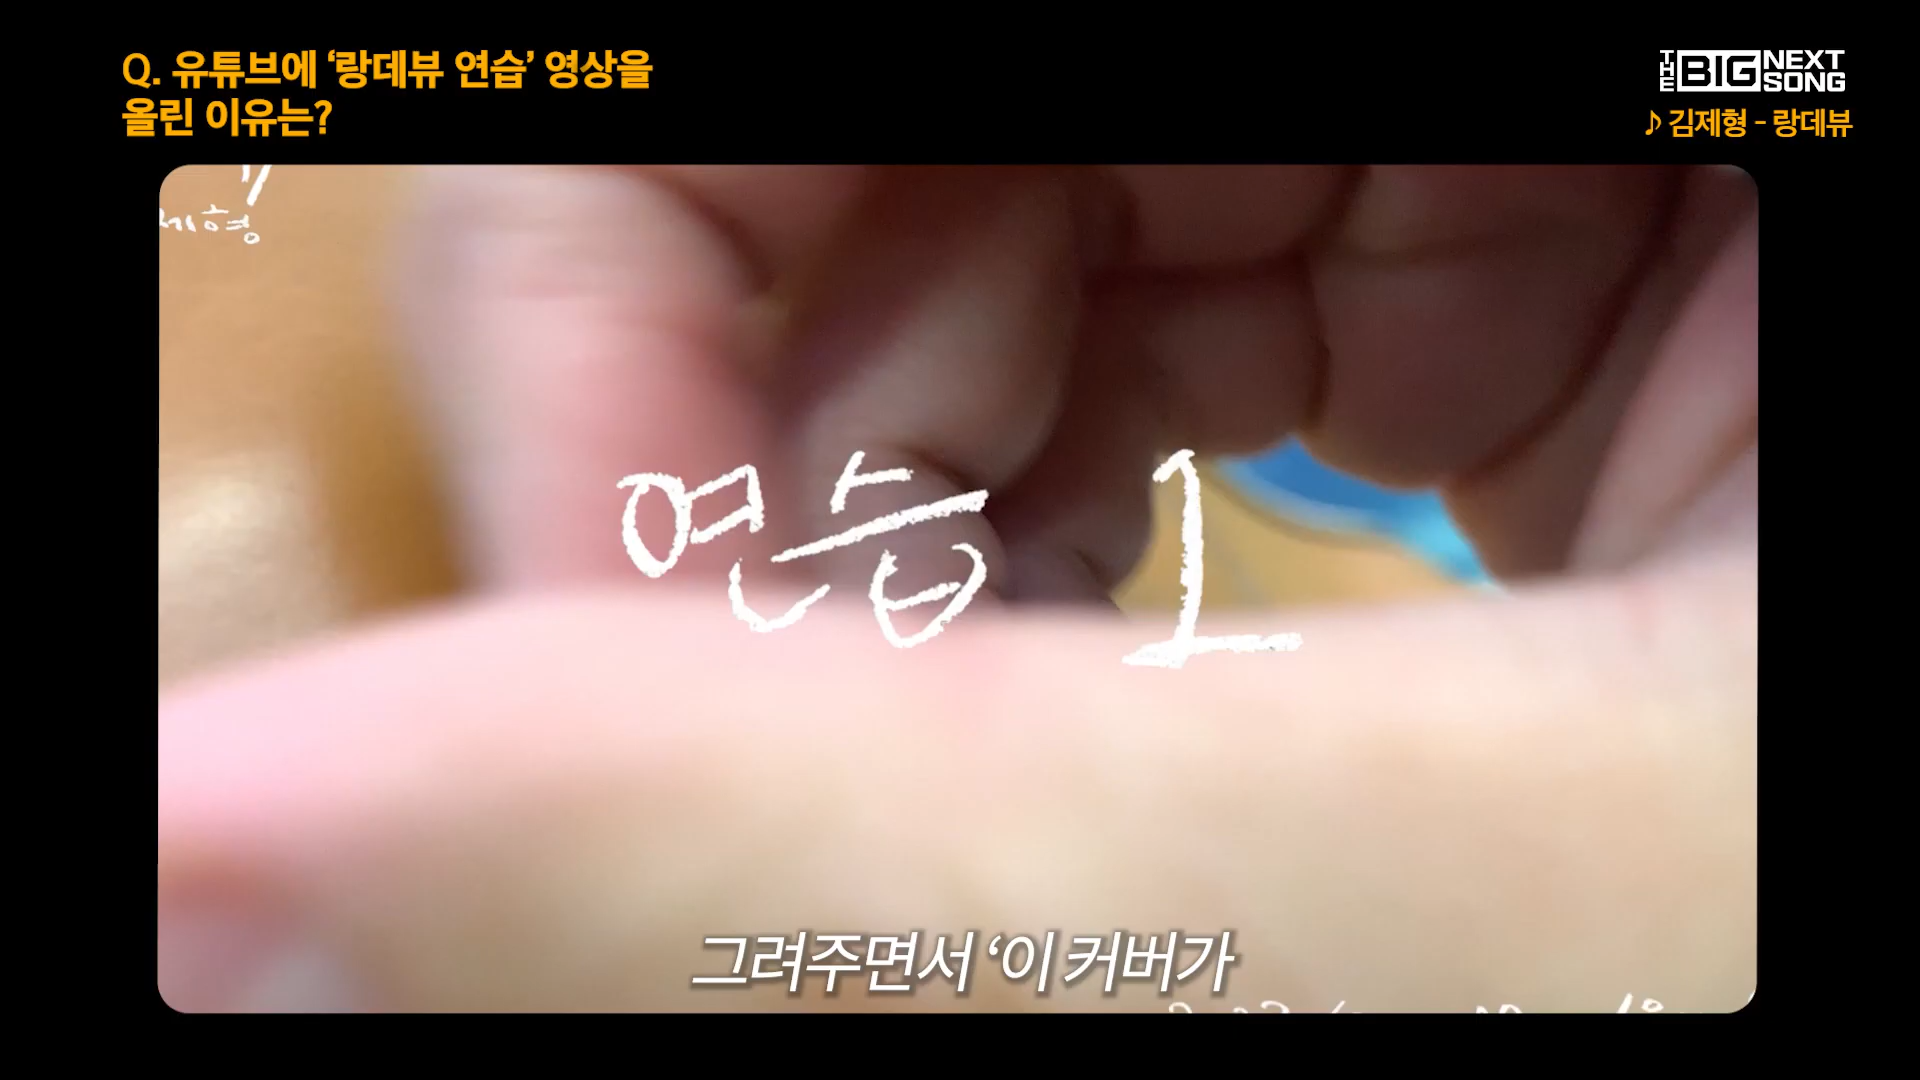 Q. 유튜브에 ‘랑데뷰 연습’ 영상을
올린 이유는?
THE BIG NEXT SONG
♪ 김제형 - 랑데뷰
제형
연습 1
그려주면서 ‘이 커버가